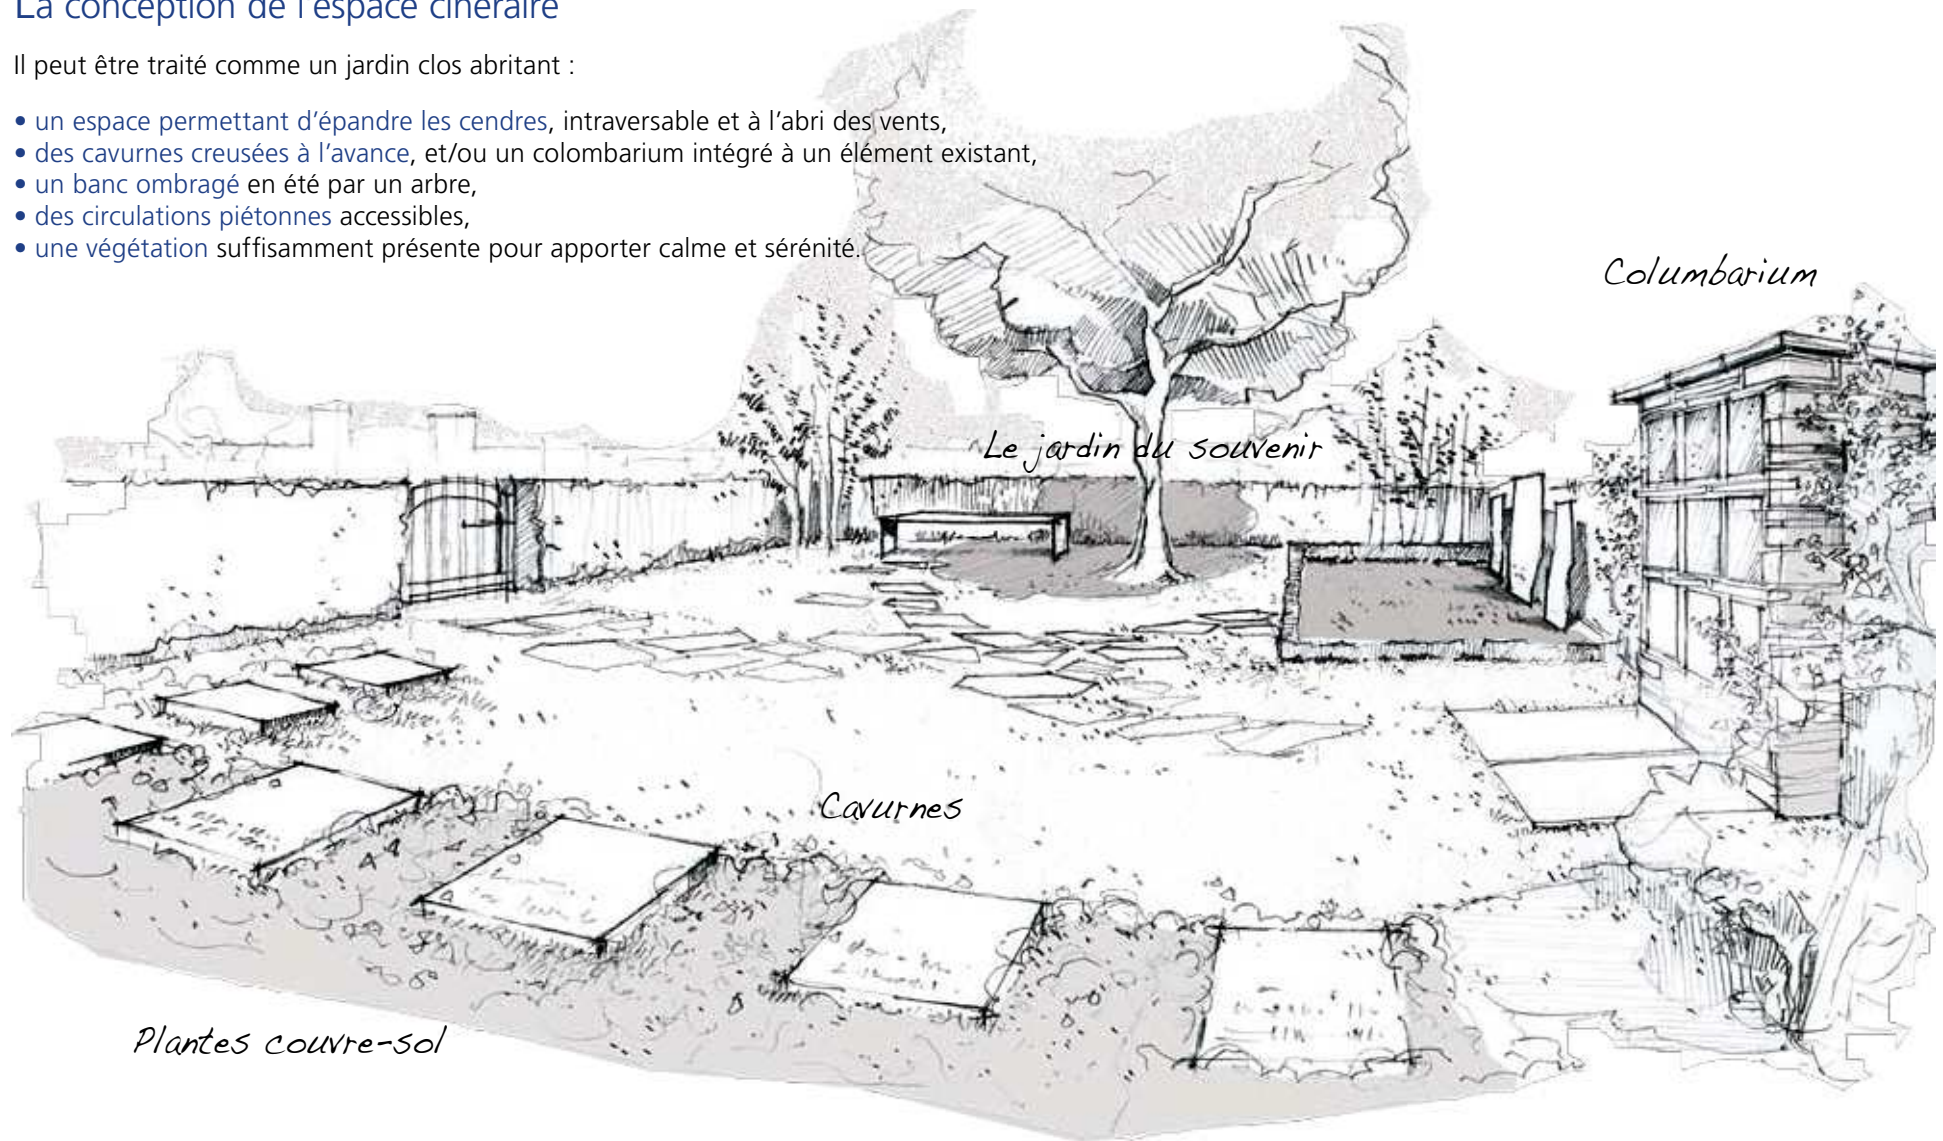 La conception de l'espace cinéraire
Il peut être traité comme un jardin clos abritant :
• un espace permettant d'épandre les cendres, intraversable et à l'abri des vents,
• des cavurnes creusées à l'avance, et/ou un colombarium intégré à un élément existant,
• un banc ombragé en été par un arbre,
• des circulations piétonnes accessibles,
• une végétation suffisamment présente pour apporter calme et sérénité.
Columbarium
Le jardin du souvenir
Cavurnes
Plantes couvre-sol